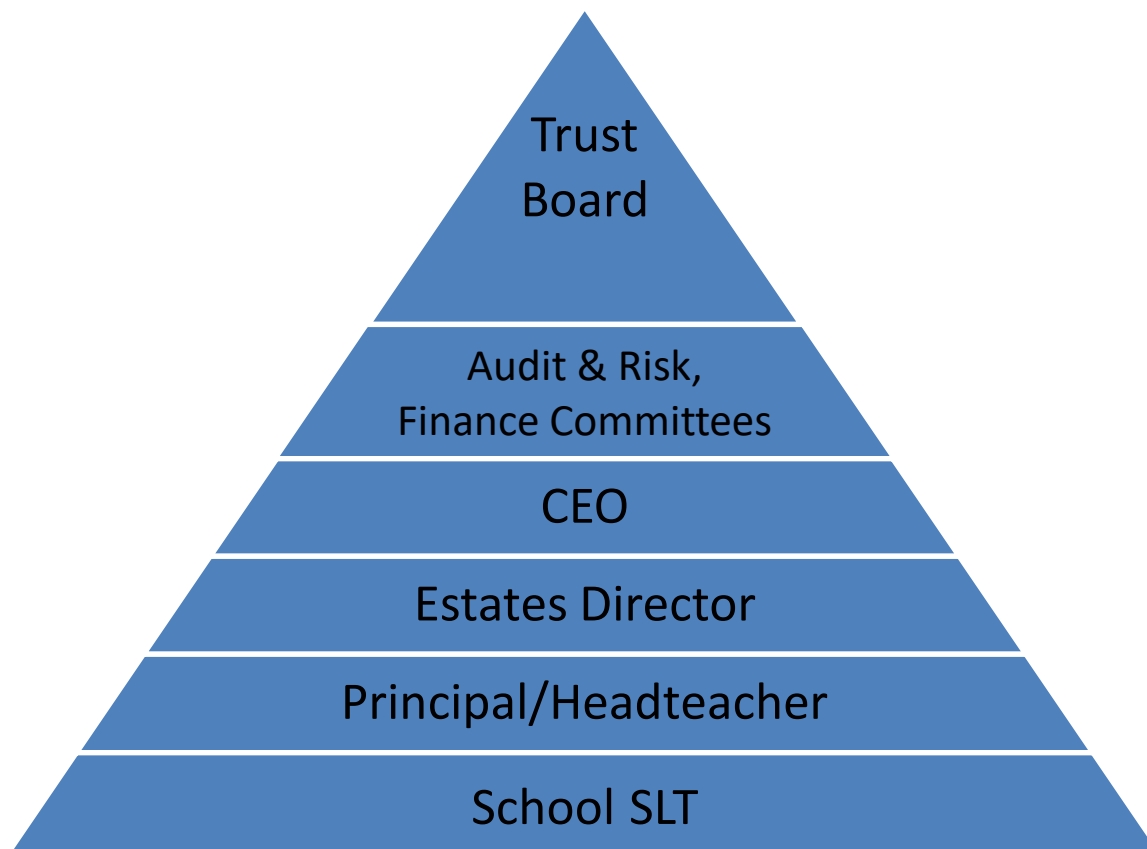 Trust
Board
Audit & Risk,
Finance Committees
CEO
Estates Director
Principal/Headteacher
School SLT